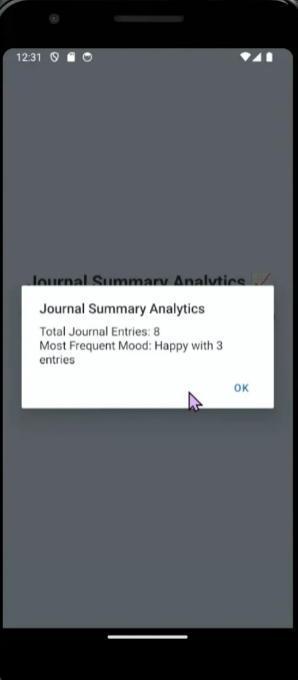 12:31
Journal Summary Analytics
Journal Summary Analytics
Total Journal Entries: 8
Most Frequent Mood: Happy with 3
entries
OK